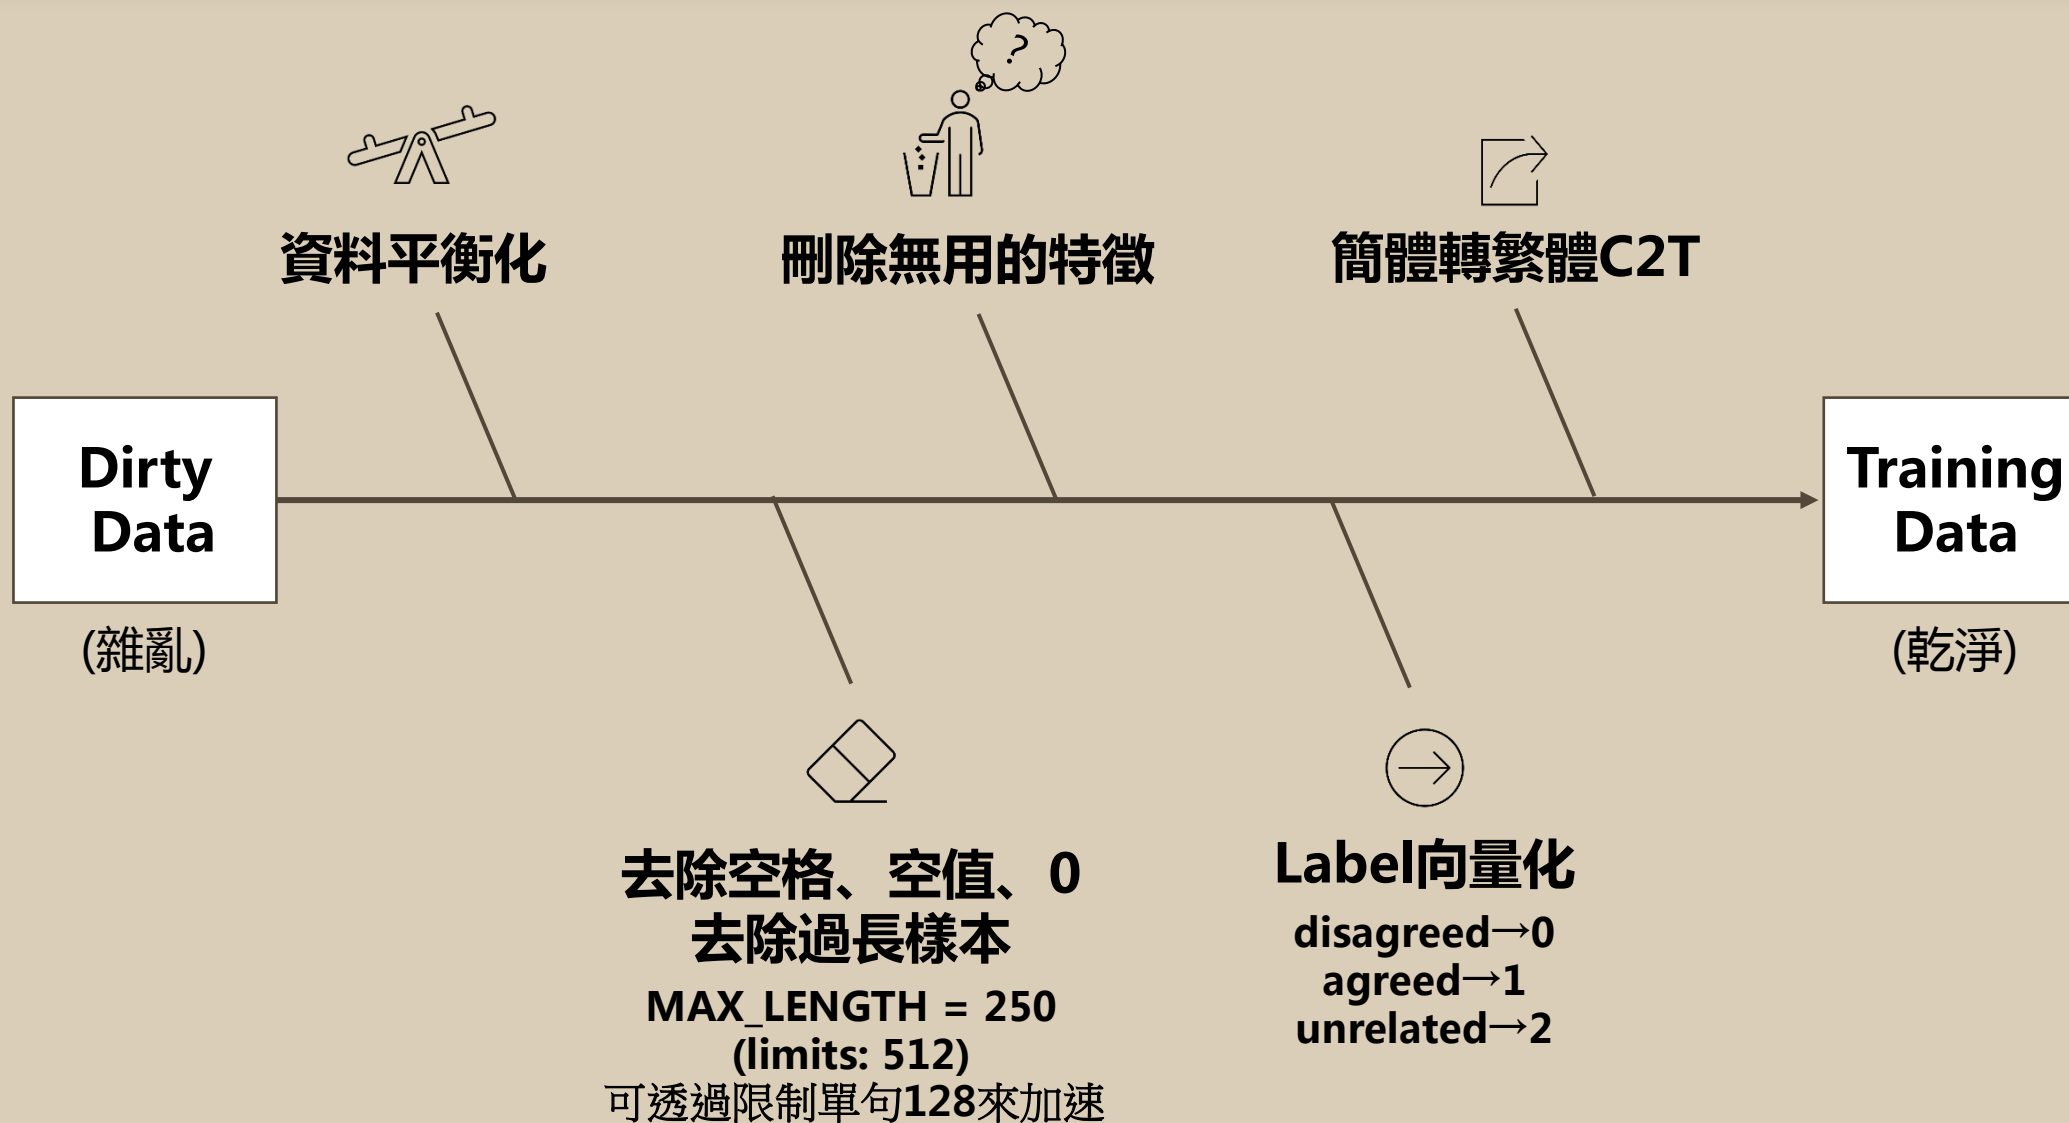 ?
資料平衡化
刪除無用的特徵
簡體轉繁體C2T
Dirty
Data
(雜亂)
Training
Data
(乾淨)
去除空格、空值、0
去除過長樣本
MAX_LENGTH = 250
(limits: 512)
可透過限制單句128來加速
Label向量化
disagreed→0
agreed→1
unrelated→2